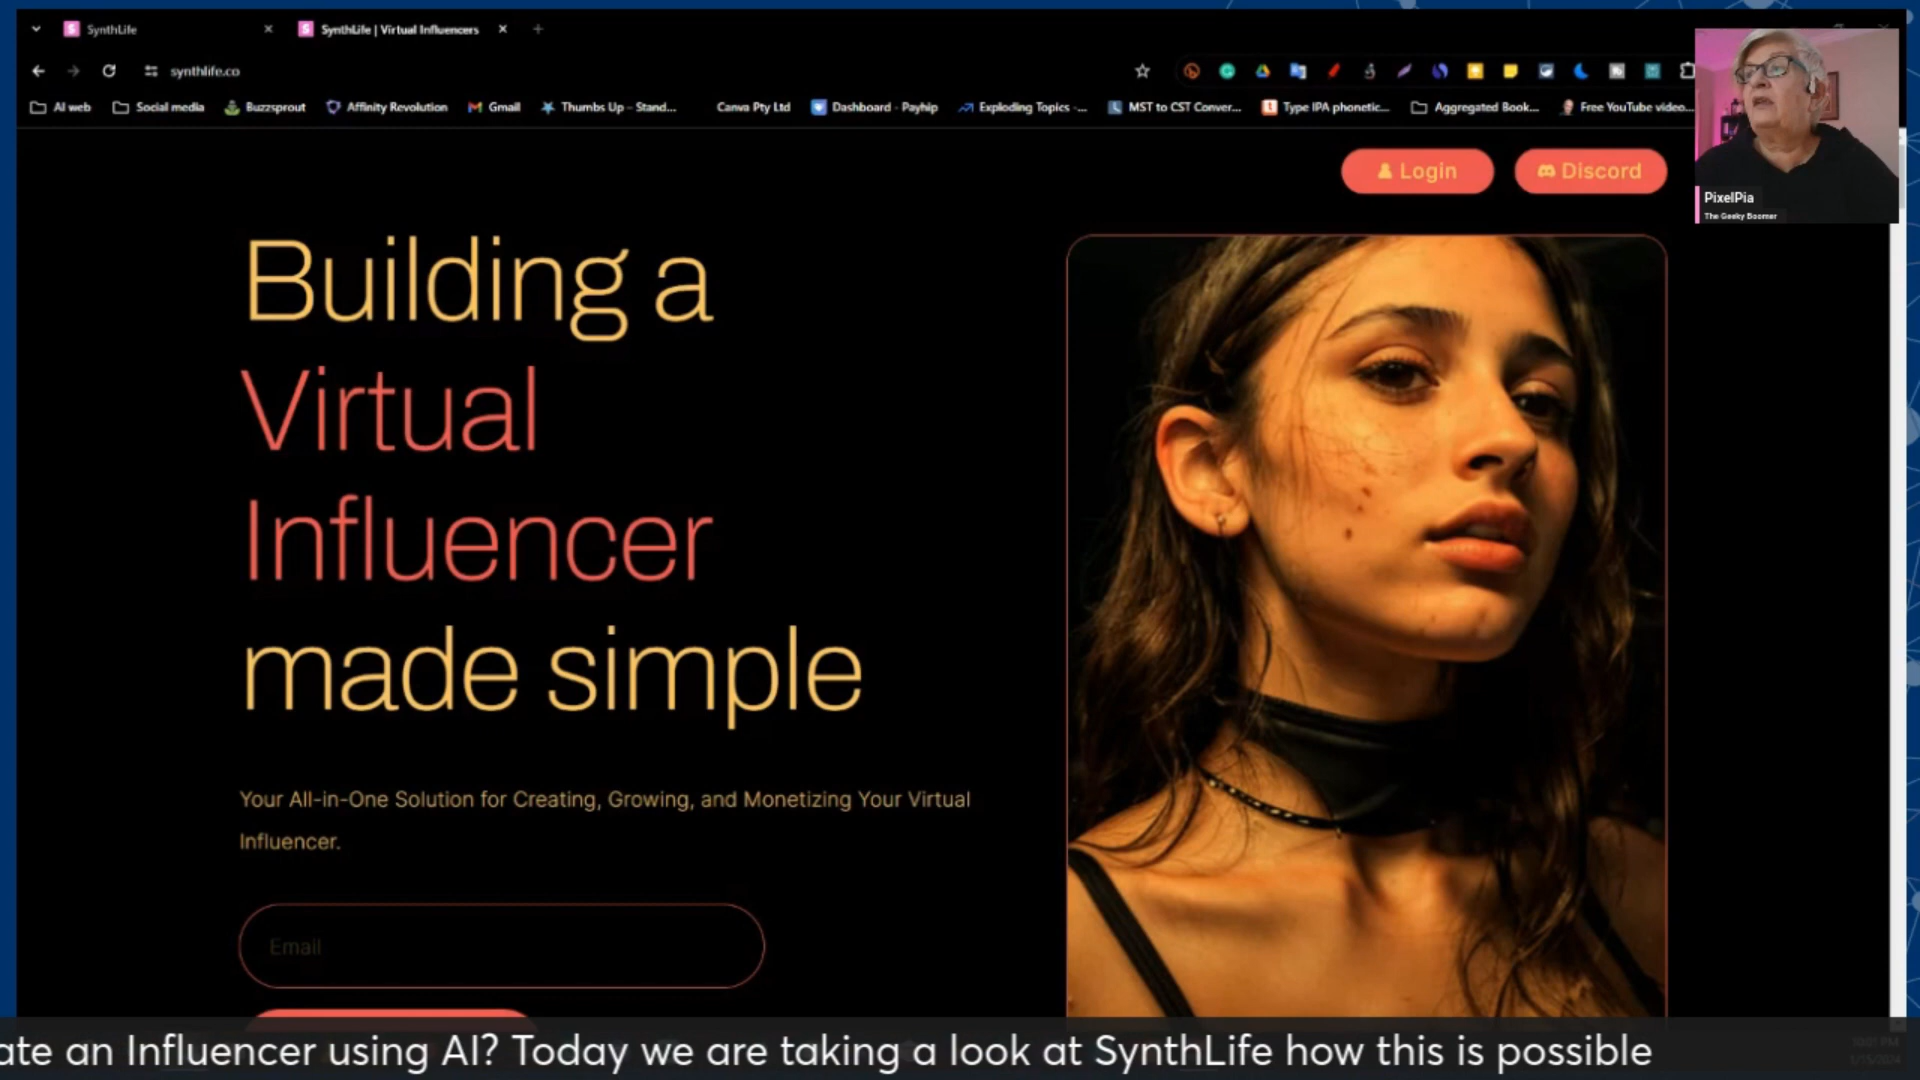 SynthLife
SynthLife | Virtual Influencers
synthlife.co
AI web
Social media
Buzzsprout
Affinity Revolution
Gmail
Thumbs Up – Stand...
Canva Pty Ltd
Dashboard - Payhip
Exploding Topics -...
MST to CST Conver...
Type IPA phonetic...
Aggregated Book...
Free YouTube video...
Login
Discord
PixelPia
The Geeky Boomer
Building a
Virtual
Influencer
made simple
Your All-in-One Solution for Creating, Growing, and Monetizing Your Virtual
Influencer.
Email
ate an Influencer using AI? Today we are taking a look at SynthLife how this is possible